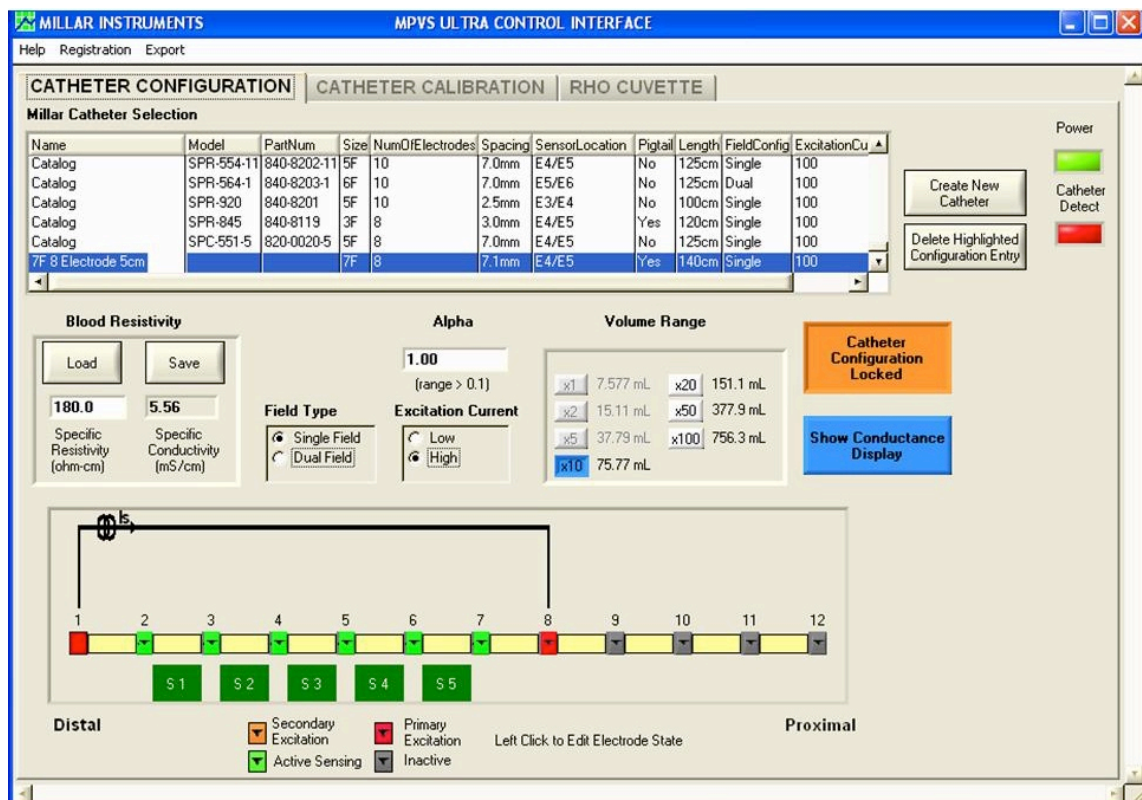 MILLAR INSTRUMENTS MPVS ULTRA CONTROL INTERFACE
Help Registration Export
CATHETER CONFIGURATION CATHETER CALIBRATION RHO CUVETTE
Millar Catheter Selection
Name Model PartNum Size NumOfElectrodes Spacing SensorLocation Pigtail Length FieldConfig ExcitationCu
Catalog SPR-554-11 840-8202-11 5F 10 7.0mm E4/E5 No 125cm Single 100
Catalog SPR-564-1 840-8203-1 6F 10 7.0mm E5/E6 No 125cm Dual 100
Catalog SPR-920 840-8201 5F 10 2.5mm E3/E4 No 100cm Single 100
Catalog SPR-845 840-8119 3F 8 3.0mm E4/E5 Yes 120cm Single 100
Catalog SPC-551-5 820-0020-5 5F 8 7.0mm E4/E5 No 125cm Single 100
7F 8 Electrode 5cm 7F 8 7.1mm E4/E5 Yes 140cm Single 100
Create New
Catheter
Delete Highlighted
Configuration Entry
Power
Catheter
Detect
Blood Resistivity
Load Save
180.0 5.56
Specific
Resistivity
(ohm-cm)
Specific
Conductivity
(mS/cm)
Field Type
Single Field
Dual Field
Alpha
1.00
(range > 0.1)
Excitation Current
Low
High
Volume Range
x1 7.577 mL x20 151.1 mL
x2 15.11 mL x50 377.9 mL
x5 37.79 mL x100 756.3 mL
x10 75.77 mL
Catheter
Configuration
Locked
Show Conductance
Display
Is
1 2 3 4 5 6 7 8 9 10 11 12
S 1 S 2 S 3 S 4 S 5
Distal Proximal
Secondary
Excitation
Primary
Excitation
Active Sensing
Inactive
Left Click to Edit Electrode State